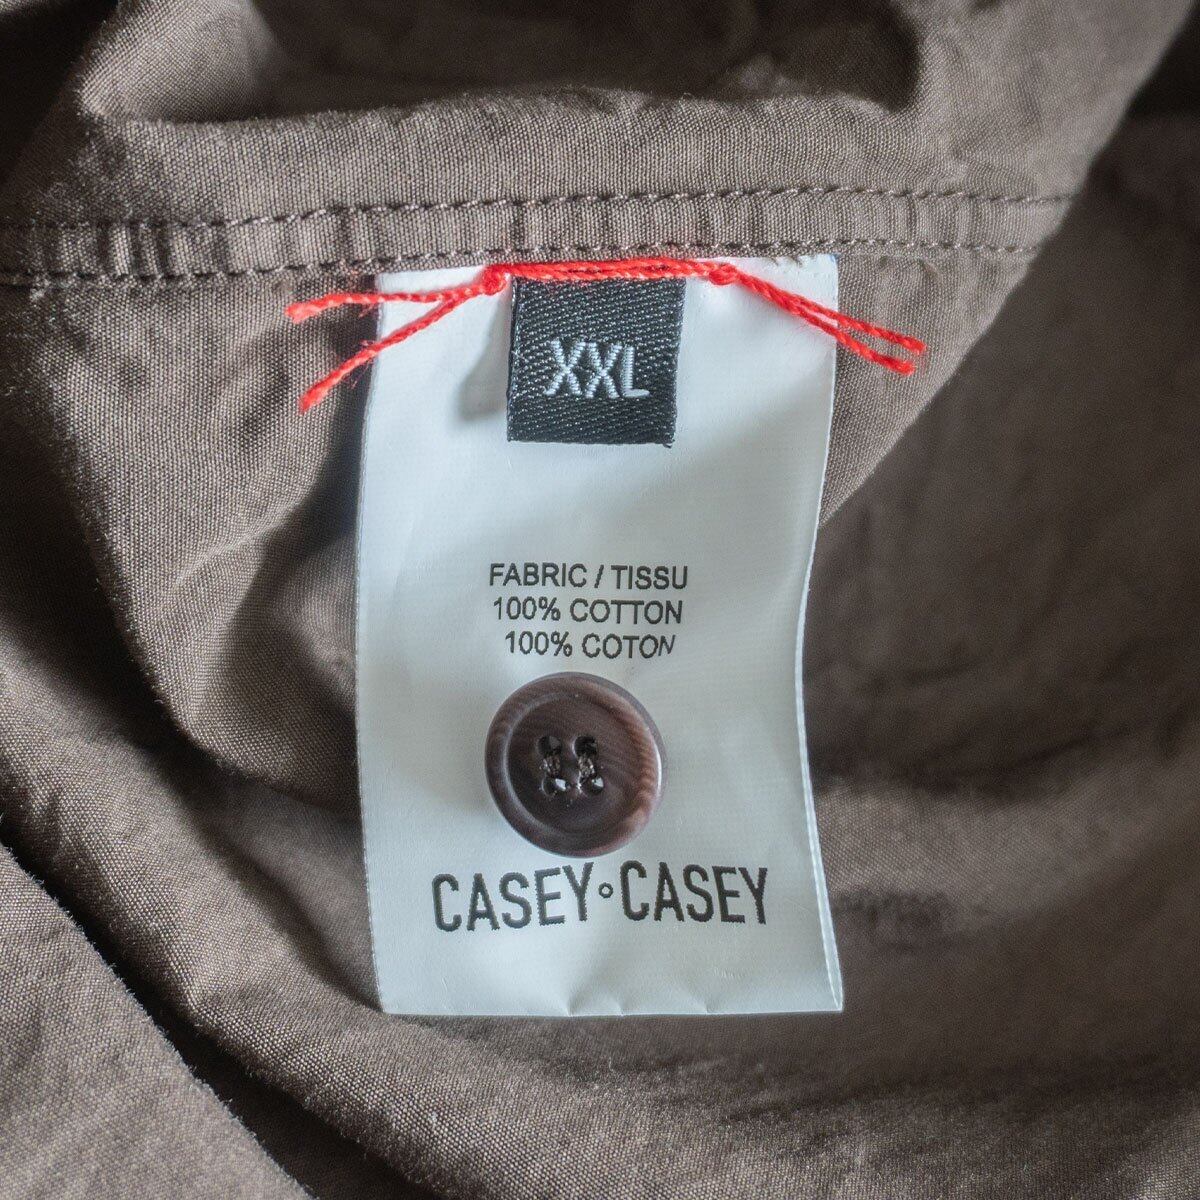 XXL
FABRIC / TISSU
100% COTTON
100% COTON
CASEY∘CASEY